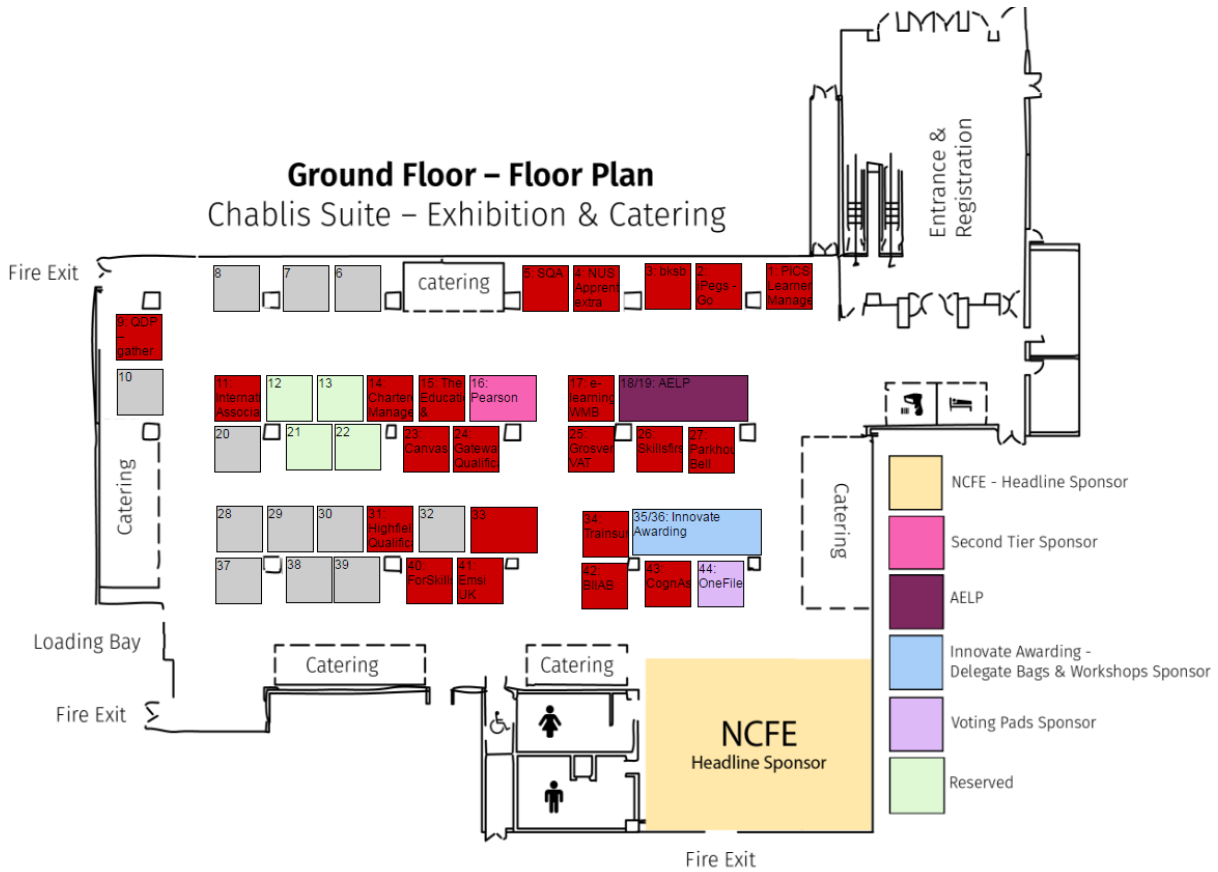 Ground Floor – Floor Plan
Chablis Suite – Exhibition & Catering
Entrance &
Registration
Fire Exit
8
7
6
catering
5: SQA
4: NUS
Apprent
extra
3: bksb
2:
iPegs -
Go
1: PICS
Learner
Manage
9: QDP
–
gather
10
11:
Internati
Associa
12
13
14:
Charter
Manage
15: The
Educati
&
16:
Pearson
17: e-
learning
WMB
18/19: AELP
20
21
22
23:
Canvas
24:
Gatewa
Qualific
25:
Grosven
VAT
26:
Skillsfirs
27:
Parkhou
Bell
Catering
Catering
28
29
30
31:
Highfiel
Qualific
32
33
34:
Trainsur
35/36: Innovate
Awarding
37
38
39
40:
ForSkill
41:
Emsi
UK
42:
BIIAB
43:
CognAs
44:
OneFile
Loading Bay
Catering
Catering
Fire Exit
NCFE
Headline Sponsor
Fire Exit
NCFE - Headline Sponsor
Second Tier Sponsor
AELP
Innovate Awarding -
Delegate Bags & Workshops Sponsor
Voting Pads Sponsor
Reserved